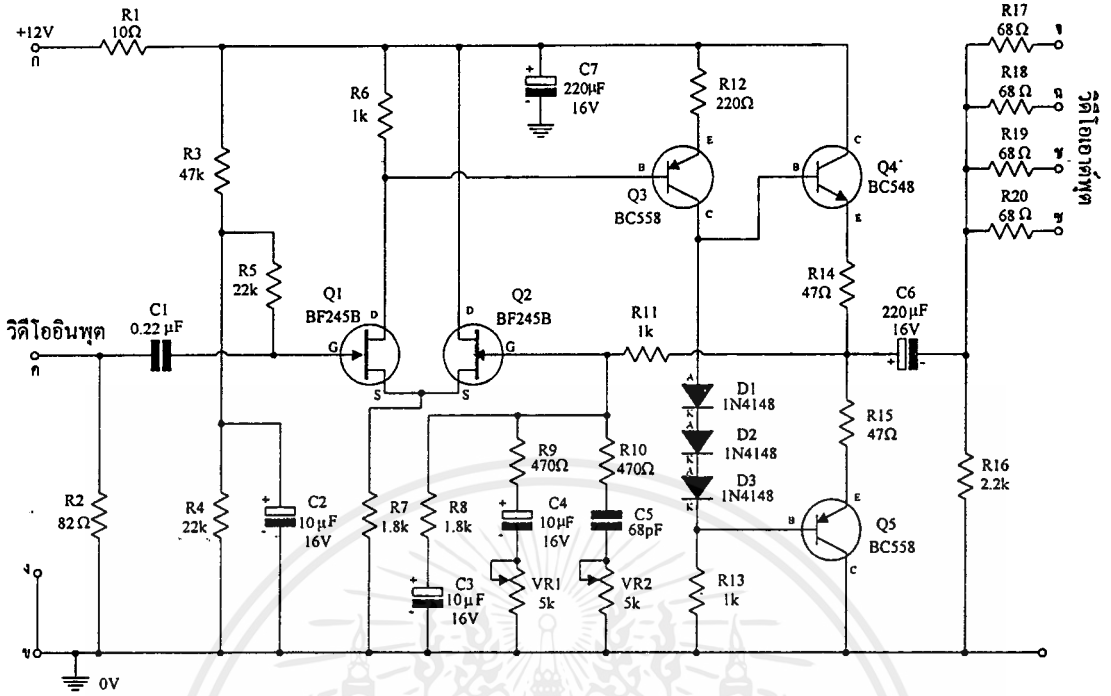 R1
10Ω
+12V
ก
R3
47k
R6
1k
+
C7
220µF
16V
-
R12
220Ω
E
B
Q3
BC558
C
C
B
Q4
BC548
E
R17
68Ω
R18
68Ω
R19
68Ω
R20
68Ω
ช
ซ
วิดีโอเอาต์พุต
R5
22k
C1
0.22 µF
วิดีโออินพุต
ค
Q1
BF245B
D
G
S
Q2
BF245B
D
G
S
R11
1k
R14
47Ω
C6
220µF
16V
+
-
A
D1
1N4148
K
A
D2
1N4148
K
A
D3
1N4148
K
R15
47Ω
R16
2.2k
E
B
Q5
BC558
C
R2
82Ω
R4
22k
+
C2
10µF
16V
-
R7
1.8k
R8
1.8k
+
C3
10µF
16V
-
R9
470Ω
+
C4
10µF
16V
-
VR1
5k
R10
470Ω
C5
68pF
VR2
5k
R13
1k
ง
ข
0V